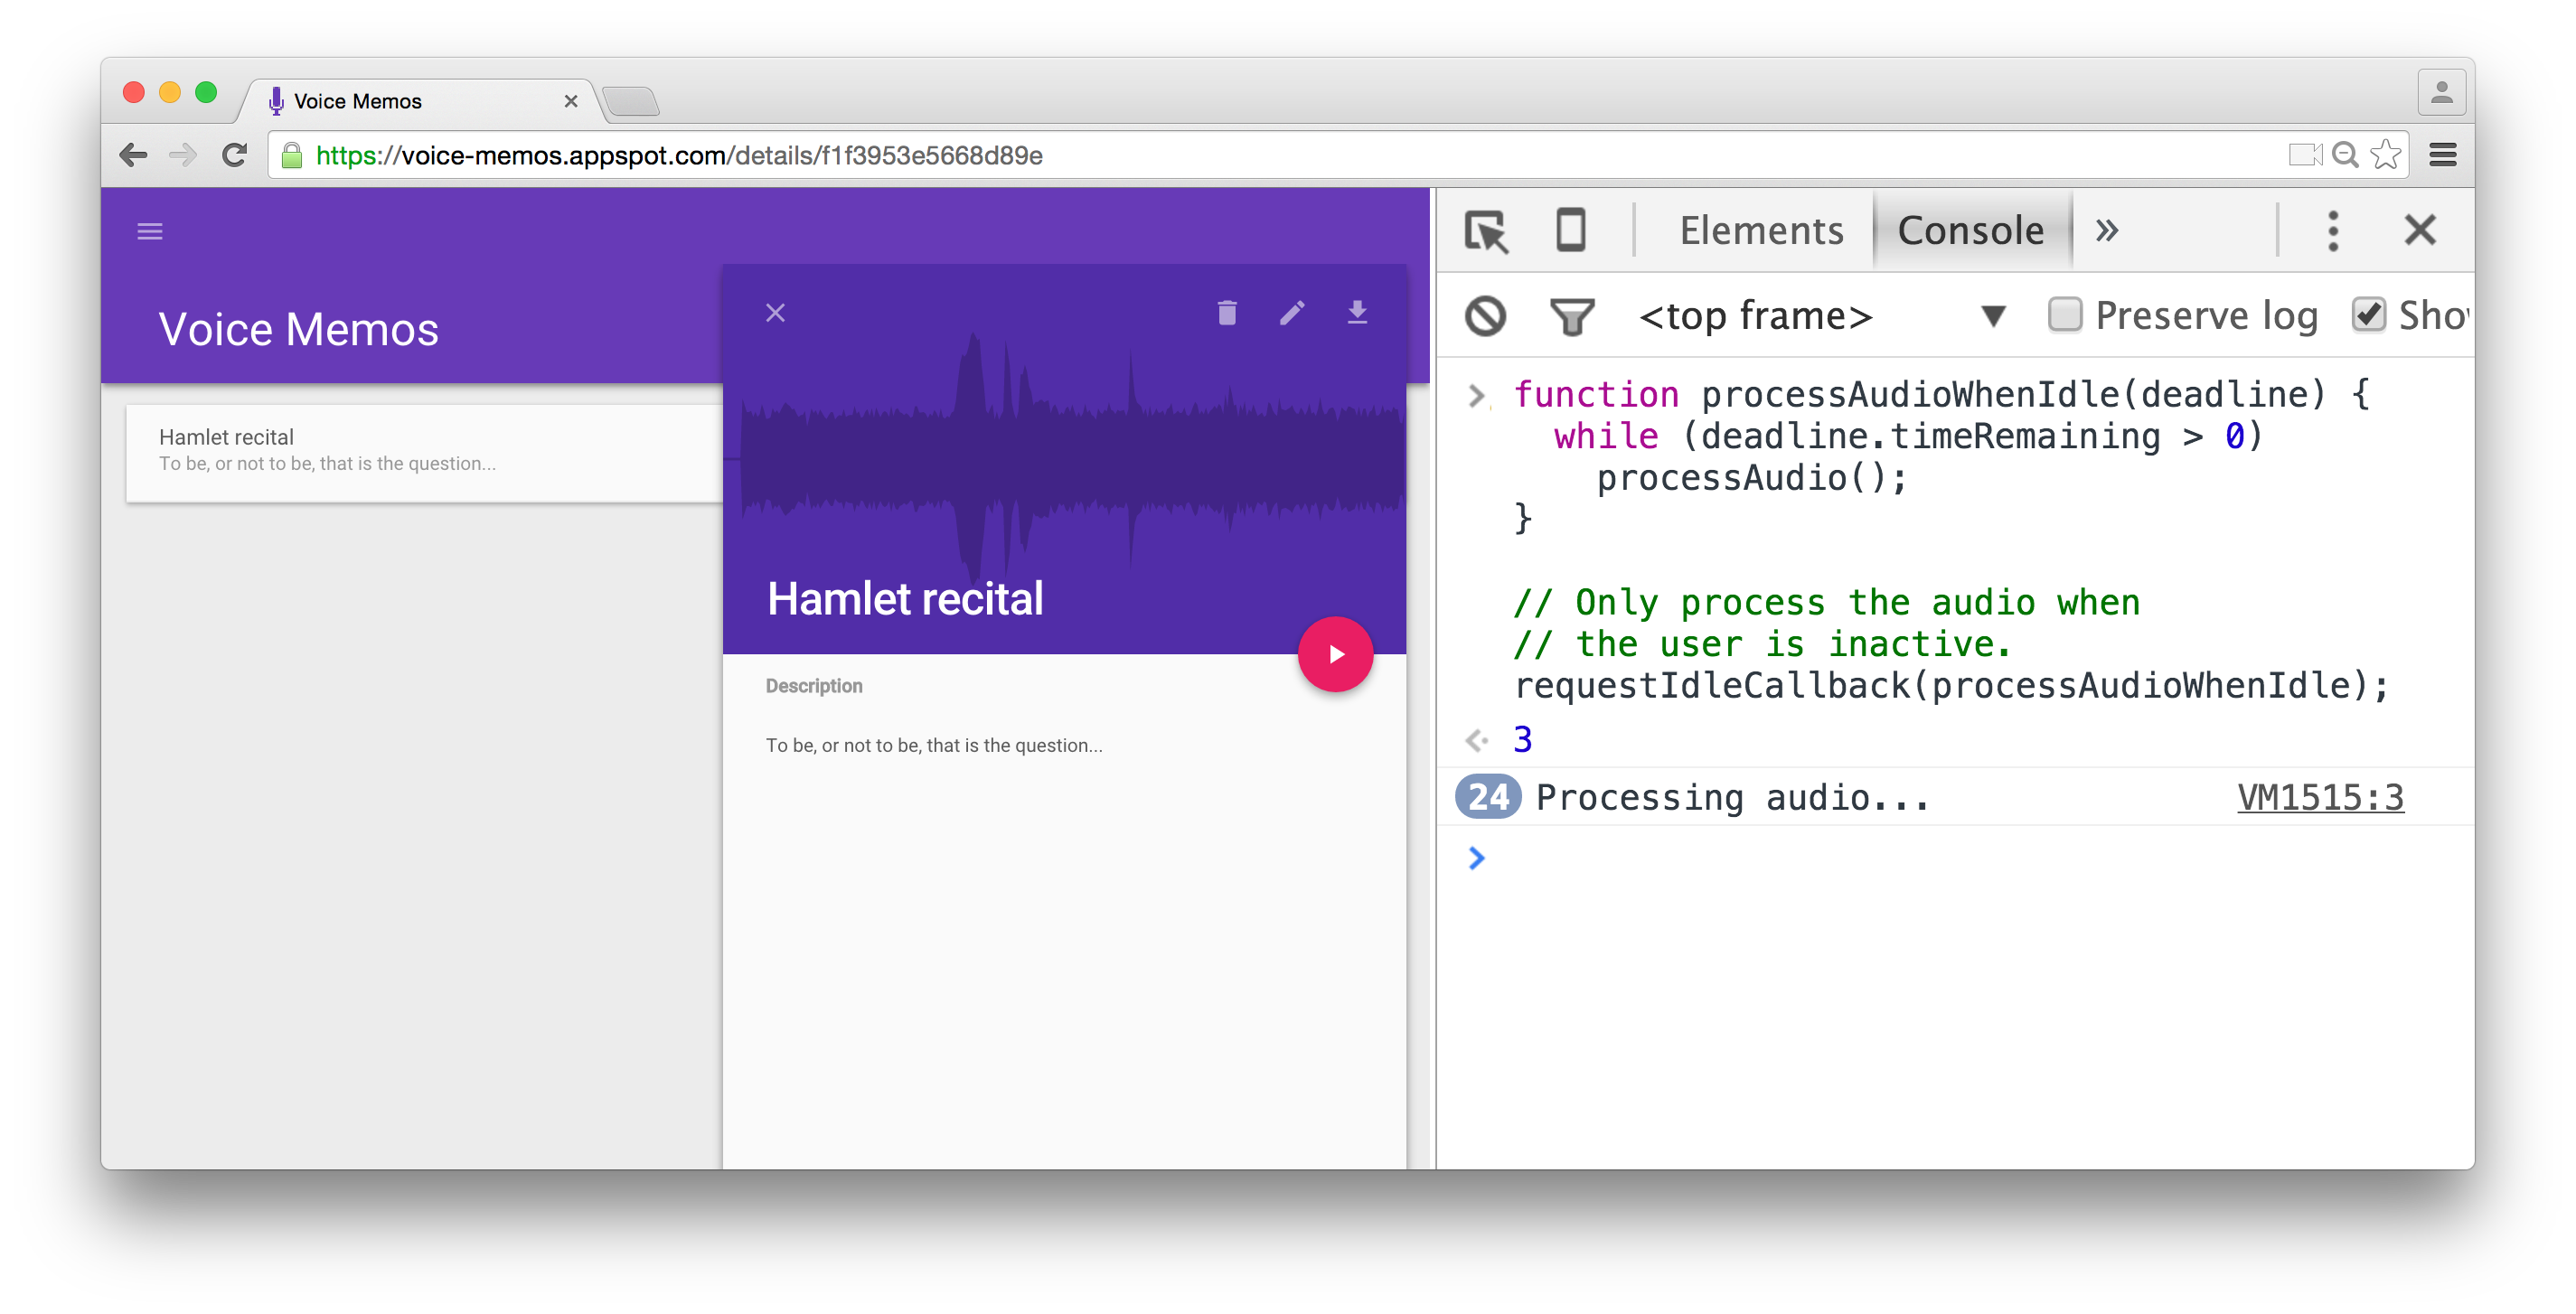 Voice Memos
https://voice-memos.appspot.com/details/f1f3953e5668d89e
Voice Memos
Hamlet recital
To be, or not to be, that is the question...
Hamlet recital
Description
To be, or not to be, that is the question...
Elements Console »
<top frame> ▼ Preserve log Sho
> function processAudioWhenIdle(deadline) {
while (deadline.timeRemaining > 0)
processAudio();
}
// Only process the audio when
// the user is inactive.
requestIdleCallback(processAudioWhenIdle);
3
24 Processing audio... VM1515:3
>